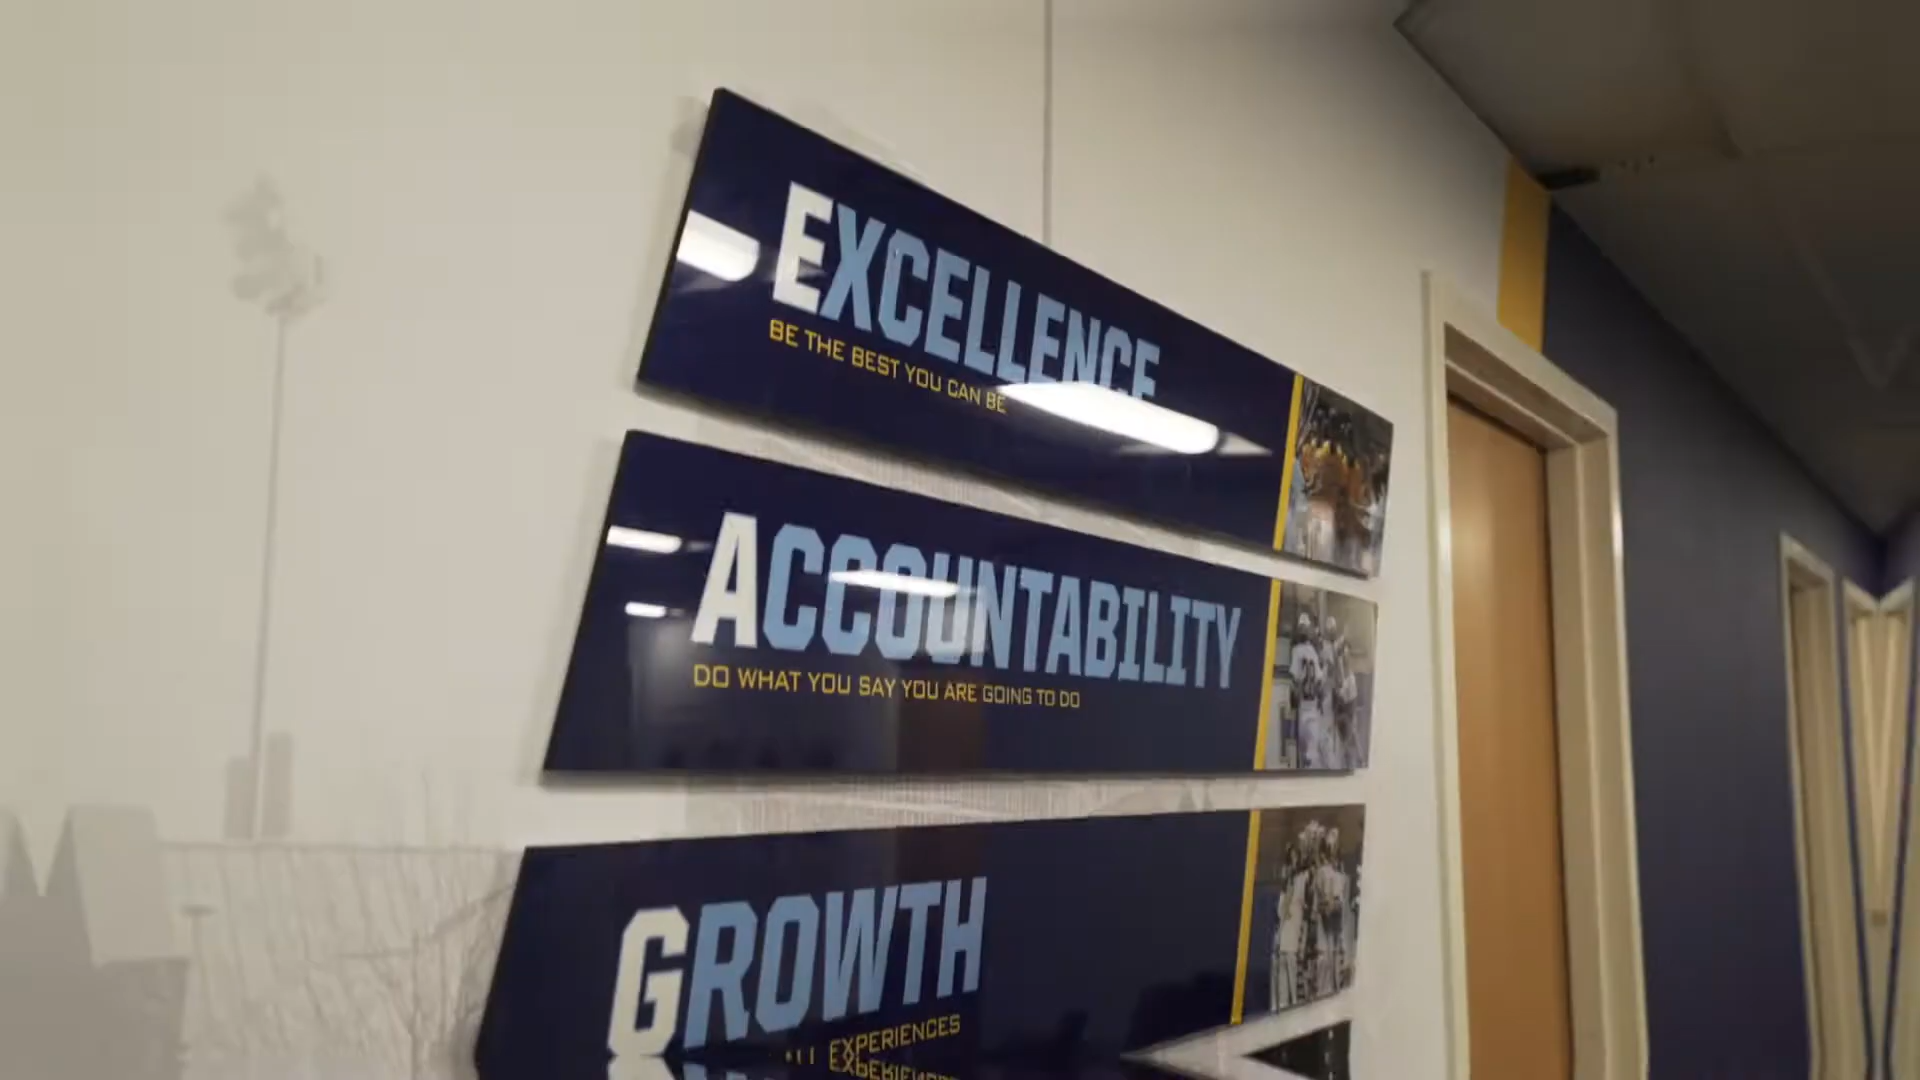 EXCELLENCE
BE THE BEST YOU CAN BE
ACCOUNTABILITY
DO WHAT YOU SAY YOU ARE GOING TO DO
GROWTH
ALL EXPERIENCES